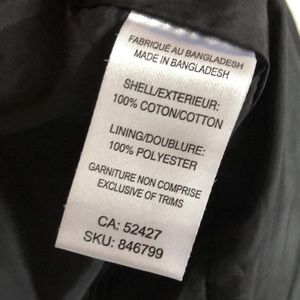 FABRIQUÉ AU BANGLADESH
MADE IN BANGLADESH
SHELL/EXTERIEUR:
100% COTON/COTTON
LINING/DOUBLURE:
100% POLYESTER
GARNITURE NON COMPRISE
EXCLUSIVE OF TRIMS
CA: 52427
SKU: 846799